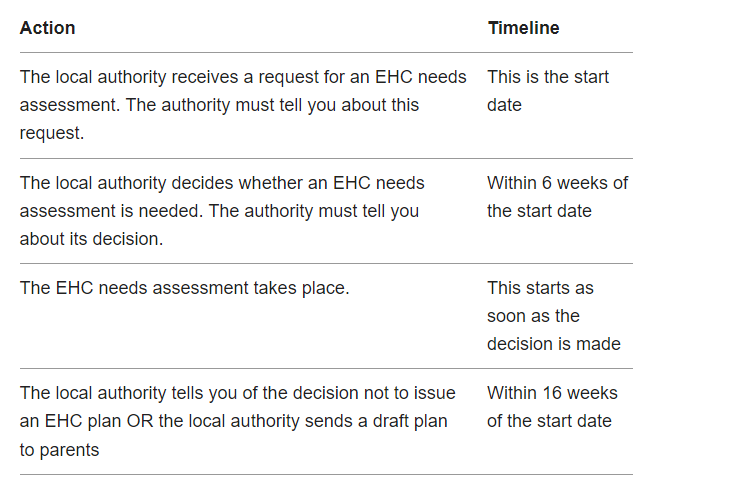 Action
Timeline
The local authority receives a request for an EHC needs
assessment. The authority must tell you about this
request.
This is the start
date
The local authority decides whether an EHC needs
assessment is needed. The authority must tell you
about its decision.
Within 6 weeks of
the start date
The EHC needs assessment takes place.
This starts as
soon as the
decision is made
The local authority tells you of the decision not to issue
an EHC plan OR the local authority sends a draft plan
to parents
Within 16 weeks
of the start date